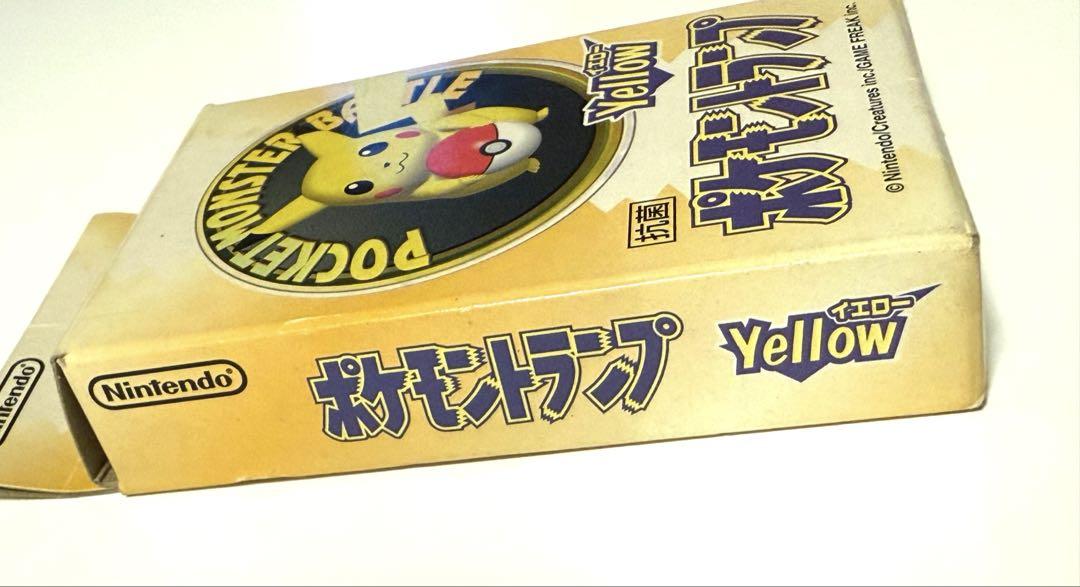 POCKET MONSTER BATTLE
イエロー
Yellow
抗菌
ポケモントランプ
©Nintendo/Creatures inc./GAME FREAK inc.
Nintendo
ポケモントランプ
イエロー
Yellow
Nintendo